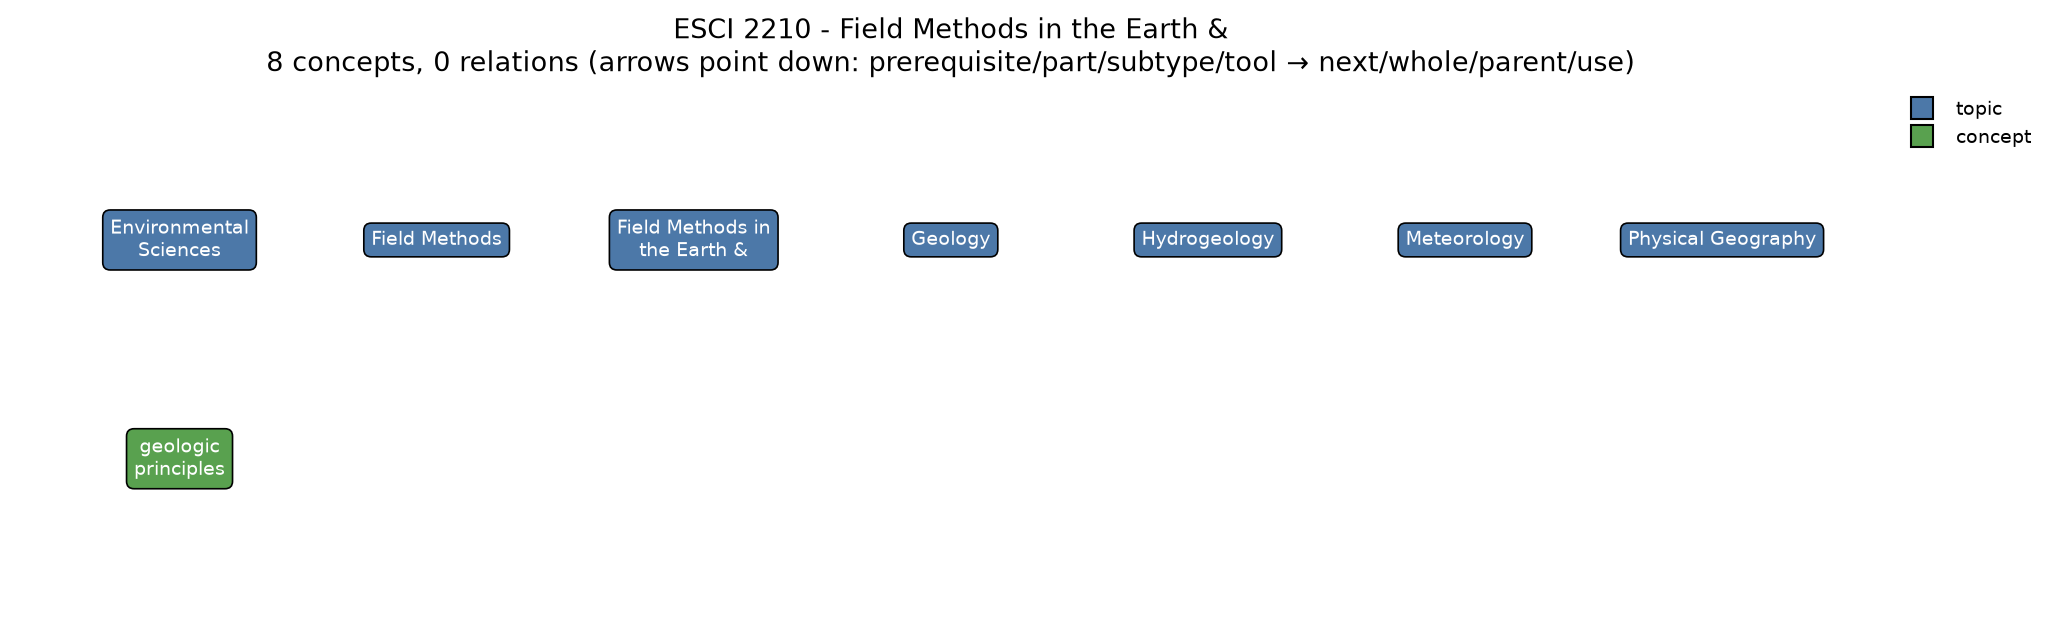 ESCI 2210 - Field Methods in the Earth &
8 concepts, 0 relations (arrows point down: prerequisite/part/subtype/tool → next/whole/parent/use)
topic
concept
Environmental
Sciences
Field Methods
Field Methods in
the Earth &
Geology
Hydrogeology
Meteorology
Physical Geography
geologic
principles